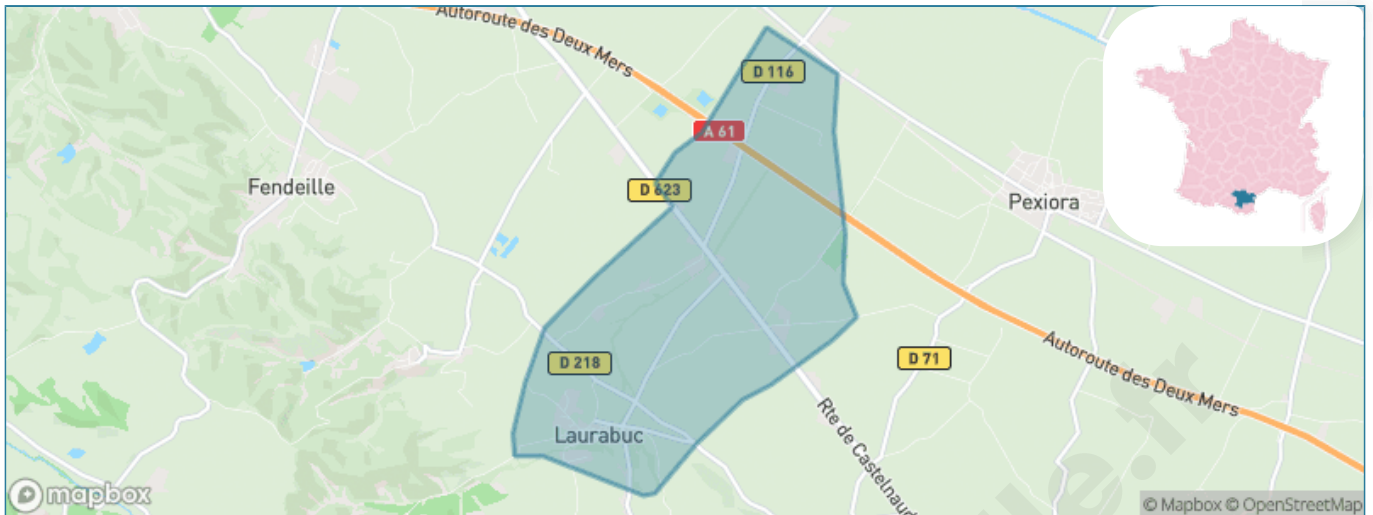 Autoroute des Deux Mers
D 116
A 61
D 623
Fendeille
Pexiora
D 218
D 71
Autoroute des Deux Mers
Laurabuc
Rte de Castelnaud
mapbox
© Mapbox © OpenStreetMap